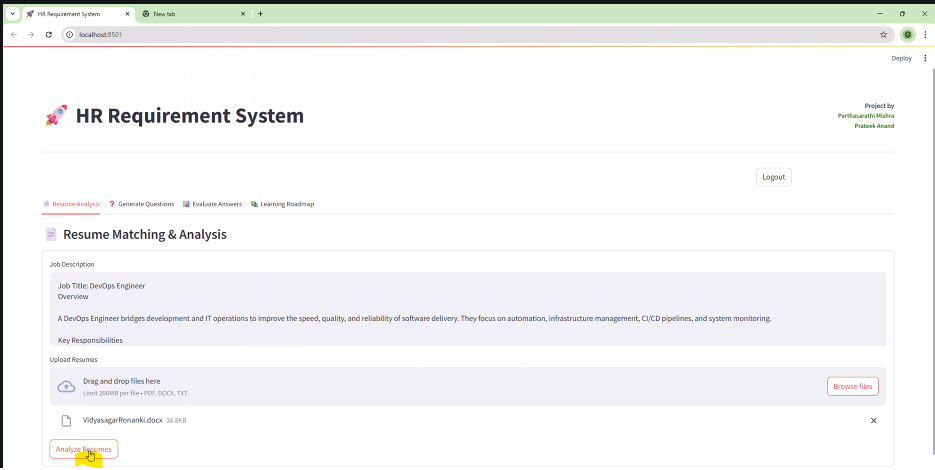 HR Requirement System
New tab
localhost:8501
Deploy
HR Requirement System
Project by
Parthasarathi Mishra
Prateek Anand
Logout
Resume Analysis
Generate Questions
Evaluate Answers
Learning Roadmap
Resume Matching & Analysis
Job Description
Job Title: DevOps Engineer
Overview
A DevOps Engineer bridges development and IT operations to improve the speed, quality, and reliability of software delivery. They focus on automation, infrastructure management, CI/CD pipelines, and system monitoring.
Key Responsibilities
Upload Resumes
Drag and drop files here
Limit 200MB per file • PDF, DOCX, TXT
Browse files
VidyasagarRonanki.docx 36.8KB
Analyze Resumes